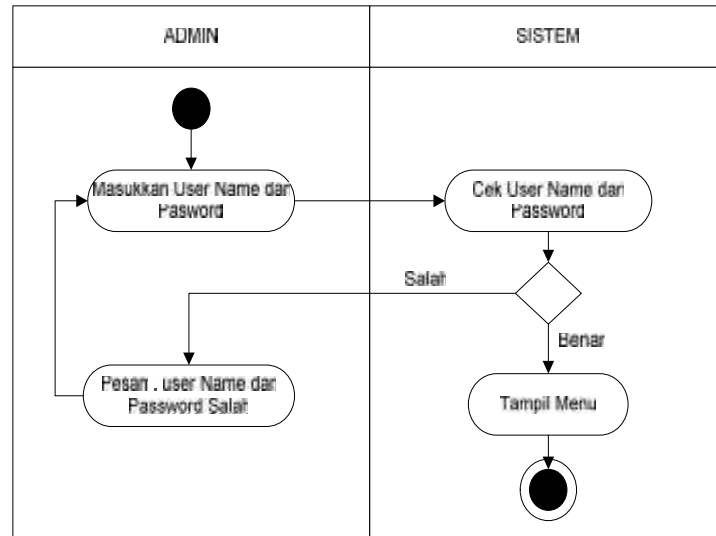 ADMIN
SISTEM
Masukkan User Name dan
Pasword
Cek User Name dan
Password
Salah
Benar
Pesan . user Name dan
Password Salah
Tampil Menu